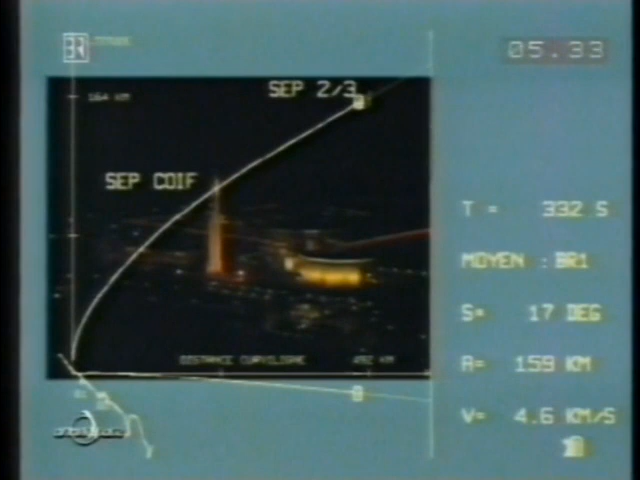 05.33
SEP 2/3
164 KM
SEP COIF
T = 332 S
MOYEN : BR1
S= 17 DEG
A= 159 KM
V= 4.6 KM/S
DISTANCE CURVILIGNE 492 KM